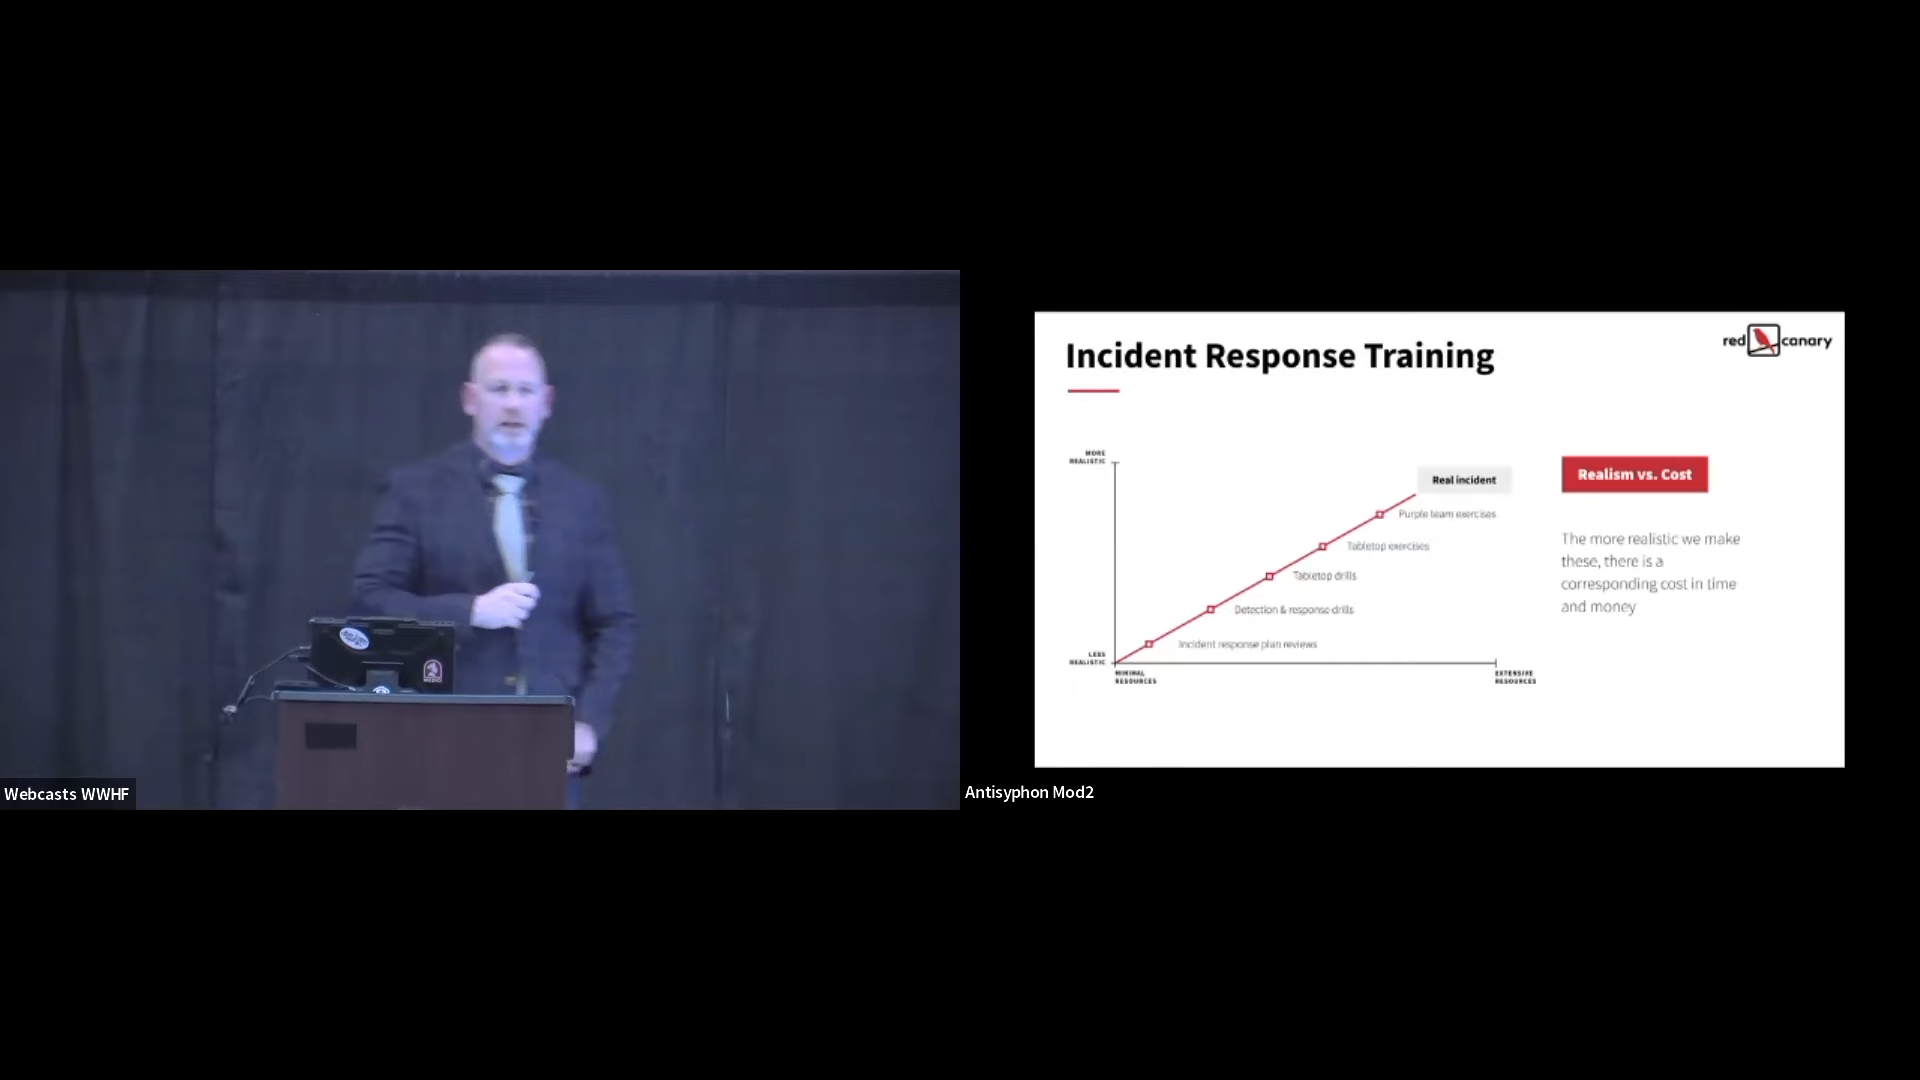 Webcasts WWHF
Incident Response Training
red canary
MORE
REALISTIC
Real incident
Purple team exercises
Tabletop exercises
Tabletop drills
Detection & response drills
Incident response plan reviews
LESS
REALISTIC
MINIMAL
RESOURCES
EXTENSIVE
RESOURCES
Realism vs. Cost
The more realistic we make
these, there is a
corresponding cost in time
and money
Antisyphon Mod2